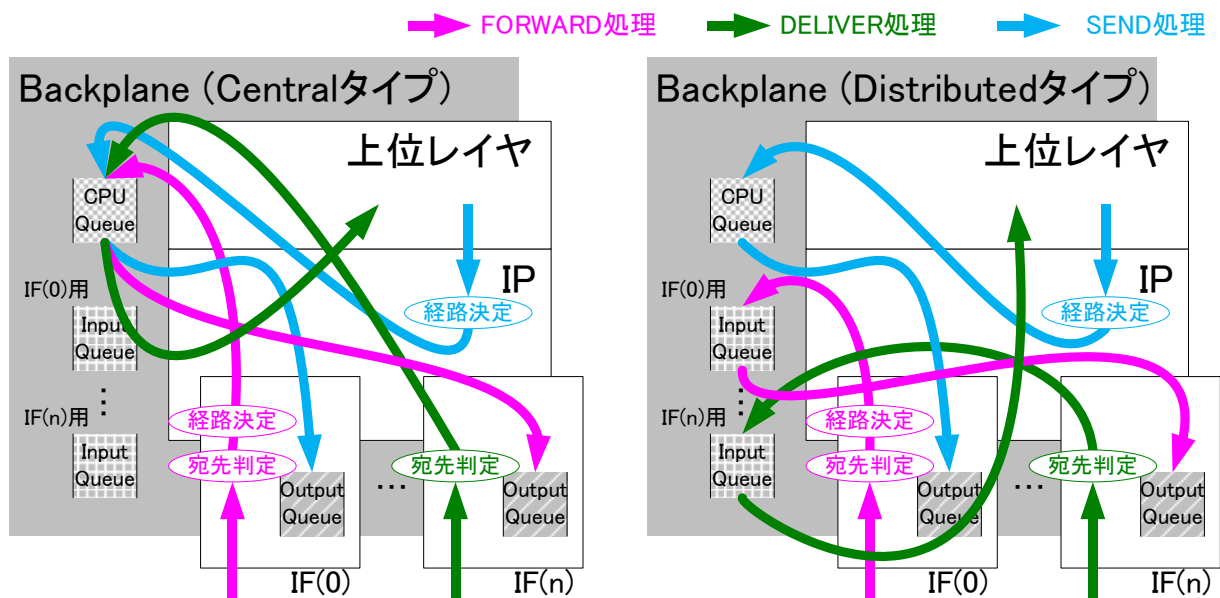 FORWARD処理
DELIVER処理
SEND処理
Backplane (Centralタイプ)
上位レイヤ
CPU
Queue
IP
IF(0)用
経路決定
Input
Queue
⋮
IF(n)用
経路決定
Input
Queue
宛先判定
宛先判定
Output
Queue
…
Output
Queue
IF(0)
IF(n)
Backplane (Distributedタイプ)
上位レイヤ
CPU
Queue
IP
IF(0)用
経路決定
Input
Queue
⋮
IF(n)用
経路決定
Input
Queue
宛先判定
宛先判定
Output
Queue
…
Output
Queue
IF(0)
IF(n)